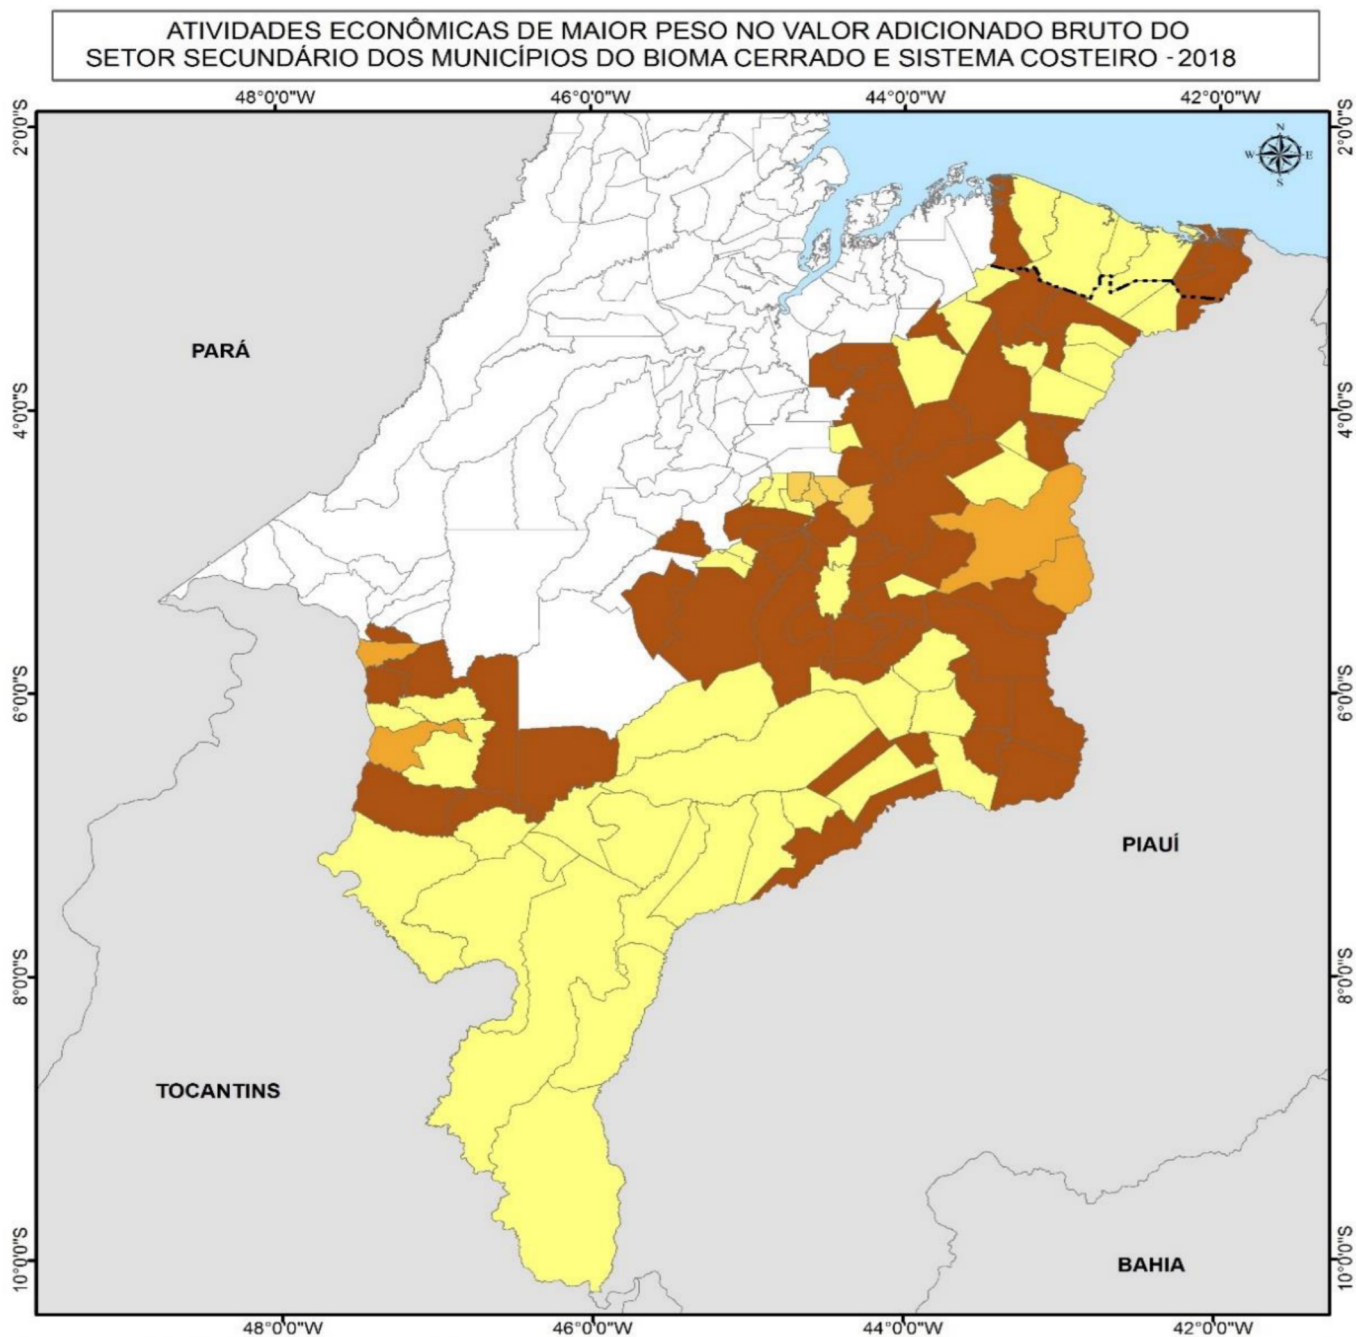 ATIVIDADES ECONÔMICAS DE MAIOR PESO NO VALOR ADICIONADO BRUTO DO
SETOR SECUNDÁRIO DOS MUNICÍPIOS DO BIOMA CERRADO E SISTEMA COSTEIRO - 2018
48°0'0"W 46°0'0"W 44°0'0"W 42°0'0"W
2°0'0"S 2°0'0"S
N
W E
S
PARÁ
4°0'0"S 4°0'0"S
6°0'0"S 6°0'0"S
PIAUÍ
8°0'0"S 8°0'0"S
TOCANTINS
BAHIA
10°0'0"S 10°0'0"S
48°0'0"W 46°0'0"W 44°0'0"W 42°0'0"W